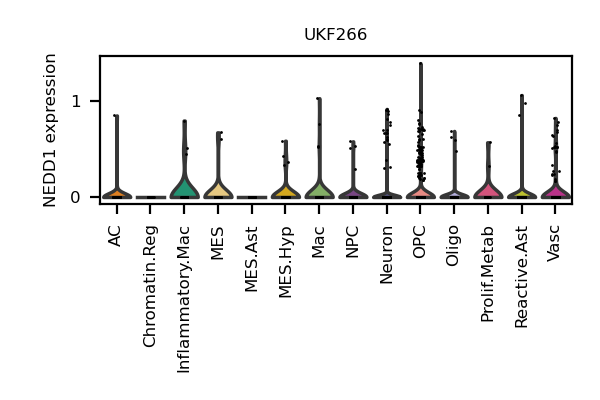 UKF266
NEDD1 expression
1
0
AC
Chromatin.Reg
Inflammatory.Mac
MES
MES.Ast
MES.Hyp
Mac
NPC
Neuron
OPC
Oligo
Prolif.Metab
Reactive.Ast
Vasc